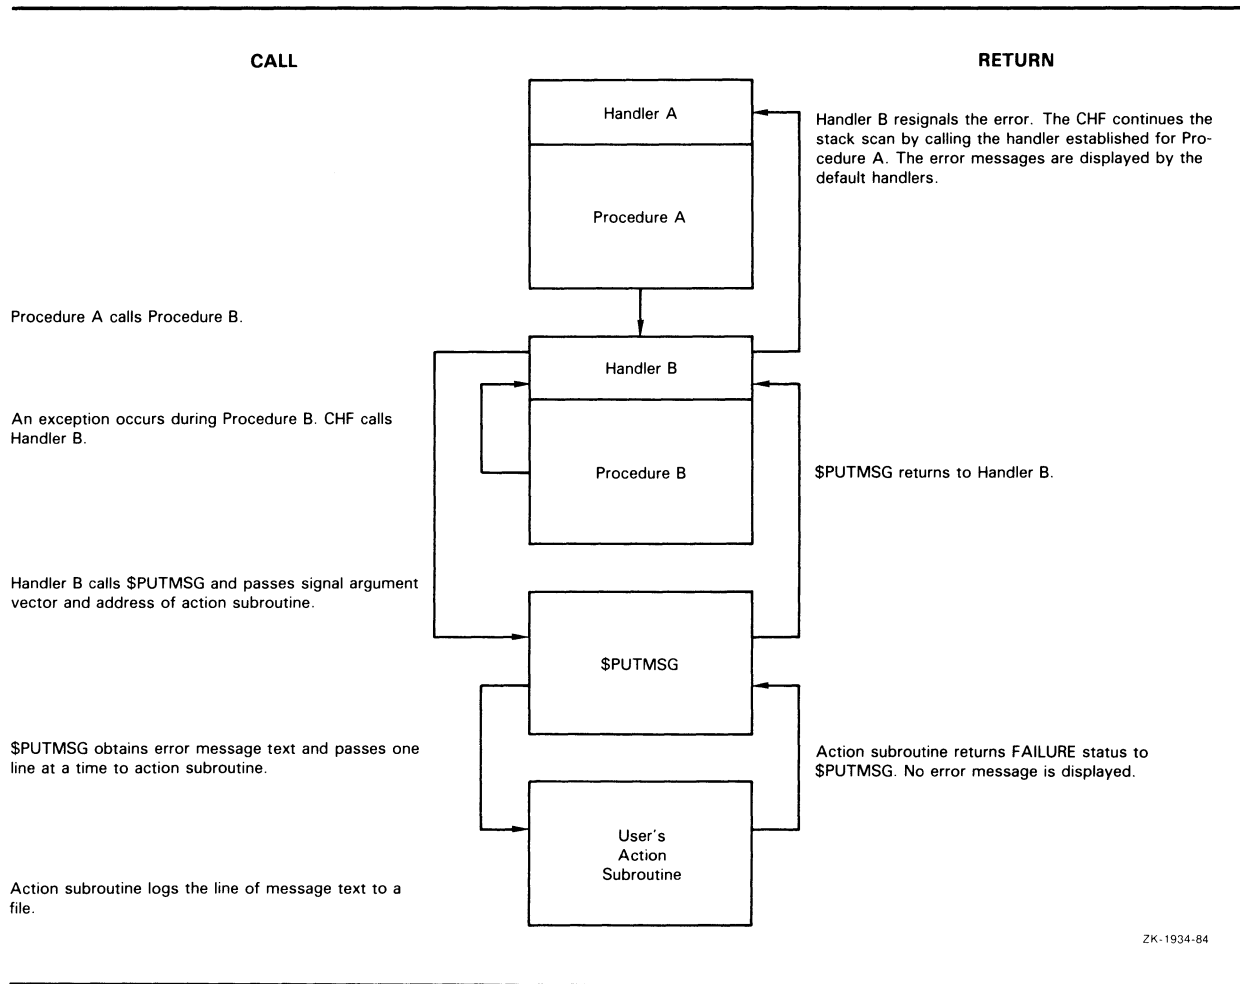 CALL
RETURN
Handler A
Handler B resignals the error. The CHF continues the
stack scan by calling the handler established for Pro-
cedure A. The error messages are displayed by the
default handlers.
Procedure A
Procedure A calls Procedure B.
Handler B
An exception occurs during Procedure B. CHF calls
Handler B.
Procedure B
$PUTMSG returns to Handler B.
Handler B calls $PUTMSG and passes signal argument
vector and address of action subroutine.
$PUTMSG
$PUTMSG obtains error message text and passes one
line at a time to action subroutine.
Action subroutine returns FAILURE status to
$PUTMSG. No error message is displayed.
User's
Action
Subroutine
Action subroutine logs the line of message text to a
file.
ZK-1934-84